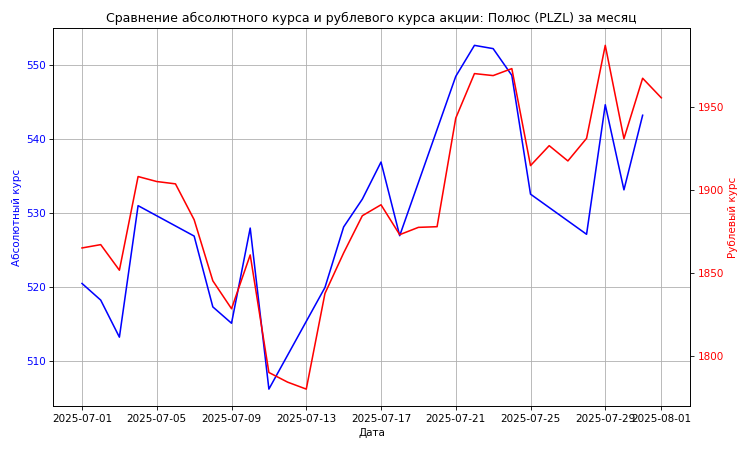 Сравнение абсолютного курса и рублевого курса акции: Полюс (PLZL) за месяц
Абсолютный курс
550
540
530
520
510
1950
1900
1850
1800
Рублевый курс
2025-07-01 2025-07-05 2025-07-09 2025-07-13 2025-07-17 2025-07-21 2025-07-25 2025-07-29 2025-08-01
Дата